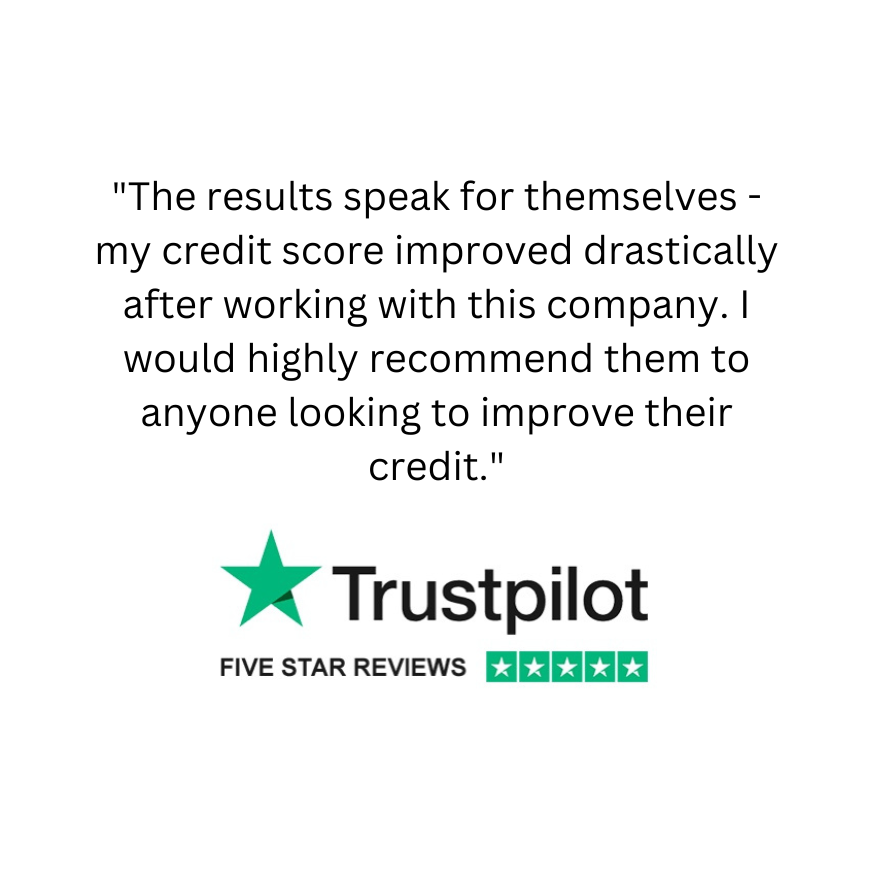 "The results speak for themselves -
my credit score improved drastically
after working with this company. I
would highly recommend them to
anyone looking to improve their
credit."
Trustpilot
FIVE STAR REVIEWS